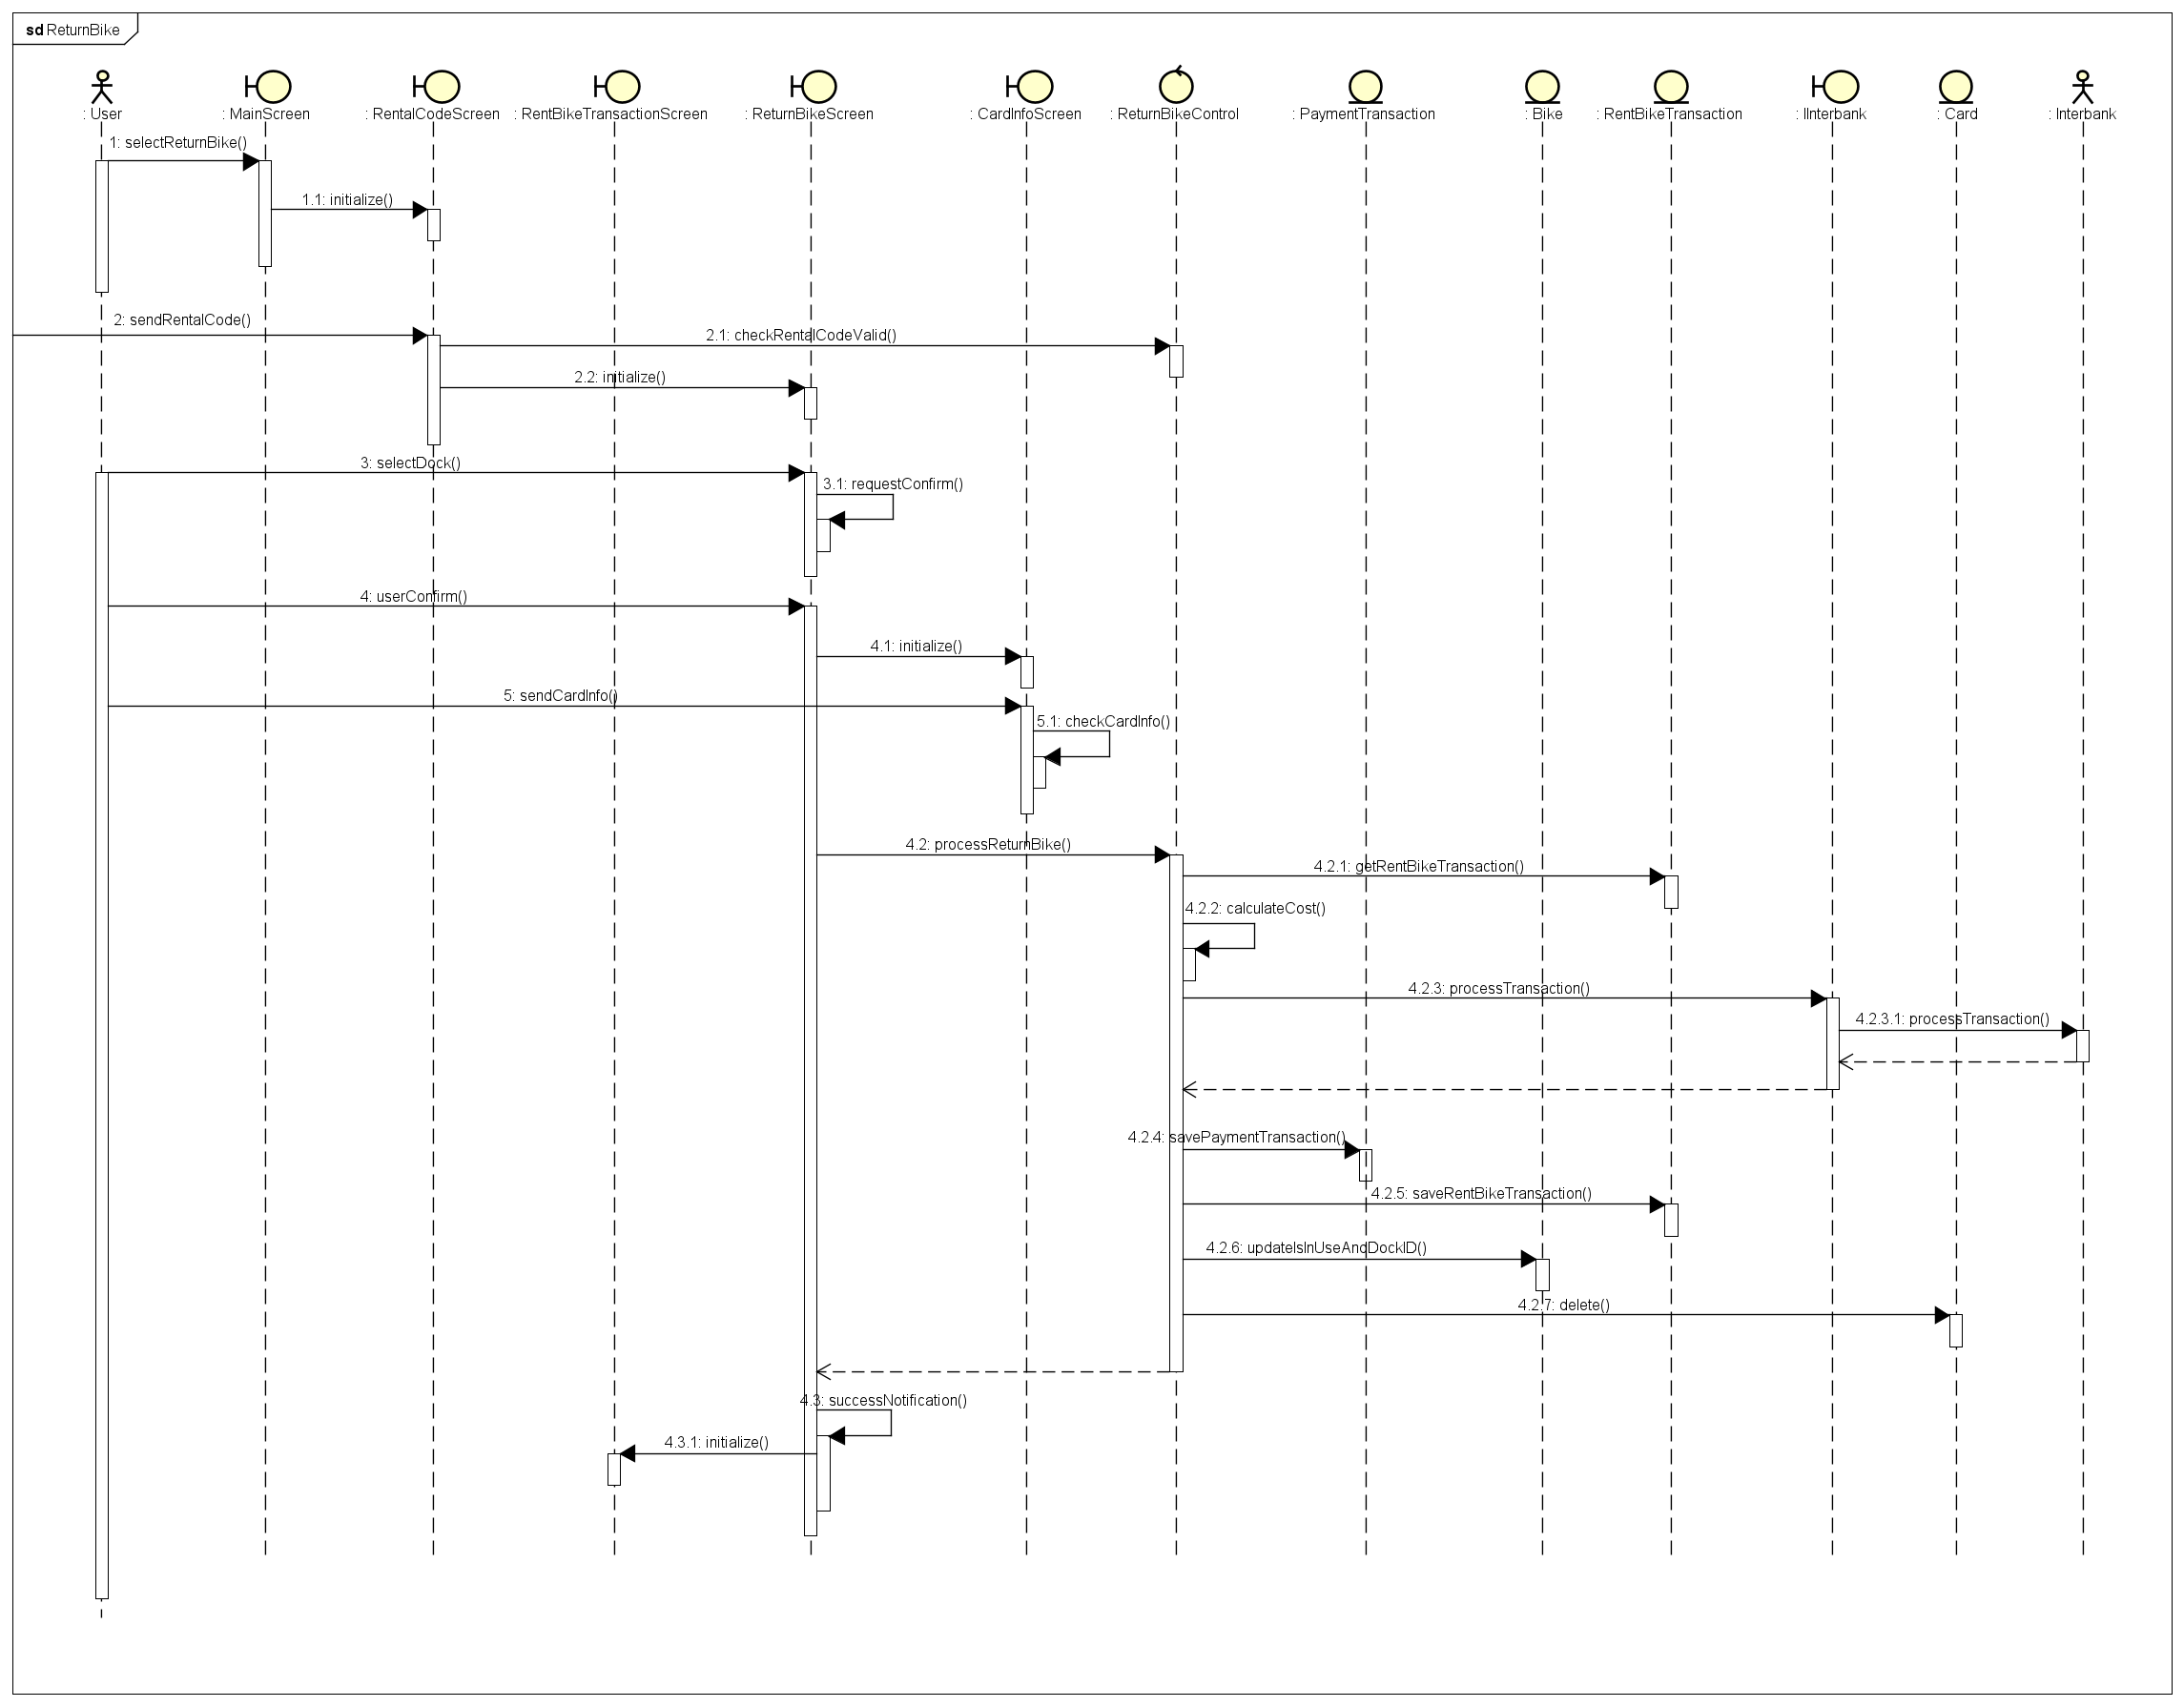 sd ReturnBike
: User
: MainScreen
: RentalCodeScreen
: RentBikeTransactionScreen
: ReturnBikeScreen
: CardInfoScreen
: ReturnBikeControl
: PaymentTransaction
: Bike
: RentBikeTransaction
: IInterbank
: Card
: Interbank
1: selectReturnBike()
1.1: initialize()
2: sendRentalCode()
2.1: checkRentalCodeValid()
2.2: initialize()
3: selectDock()
3.1: requestConfirm()
4: userConfirm()
4.1: initialize()
5: sendCardInfo()
5.1: checkCardInfo()
4.2: processReturnBike()
4.2.1: getRentBikeTransaction()
4.2.2: calculateCost()
4.2.3: processTransaction()
4.2.3.1: processTransaction()
4.2.4: savePaymentTransaction()
4.2.5: saveRentBikeTransaction()
4.2.6: updateIsInUseAndDockID()
4.2.7: delete()
4.3: successNotification()
4.3.1: initialize()